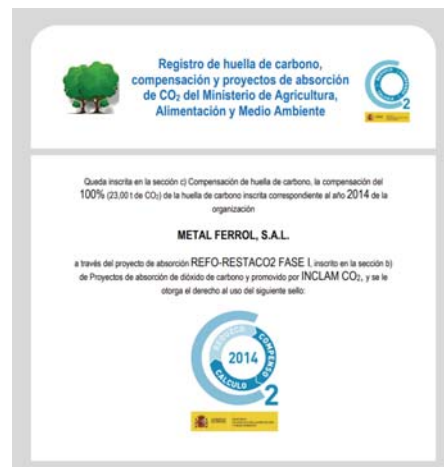 Registro de huella de carbono,
compensación y proyectos de absorción
de CO2 del Ministerio de Agricultura,
Alimentación y Medio Ambiente
2
Queda inscrita en la sección c) Compensación de huella de carbono, la compensación del
100% (23,00 t de CO2) de la huella de carbono inscrita correspondiente al año 2014 de la
organización
METAL FERROL, S.A.L.
a través del proyecto de absorción REFO-RESTACO2 FASE I, inscrito en la sección b)
de Proyectos de absorción de dióxido de carbono y promovido por INCLAM CO2, y se le
otorga el derecho al uso del siguiente sello:
REDUZCO
COMPENSO
2014
CALCULO
2